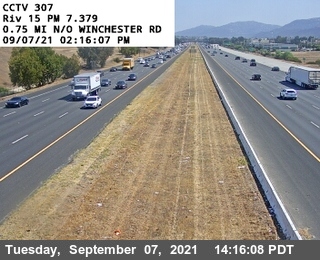 CCTV 307
Riv 15 PM 7.379
0.75 MI N/O WINCHESTER RD
09/07/21 02:16:07 PM
Tuesday, September 07, 2021 14:16:08 PDT